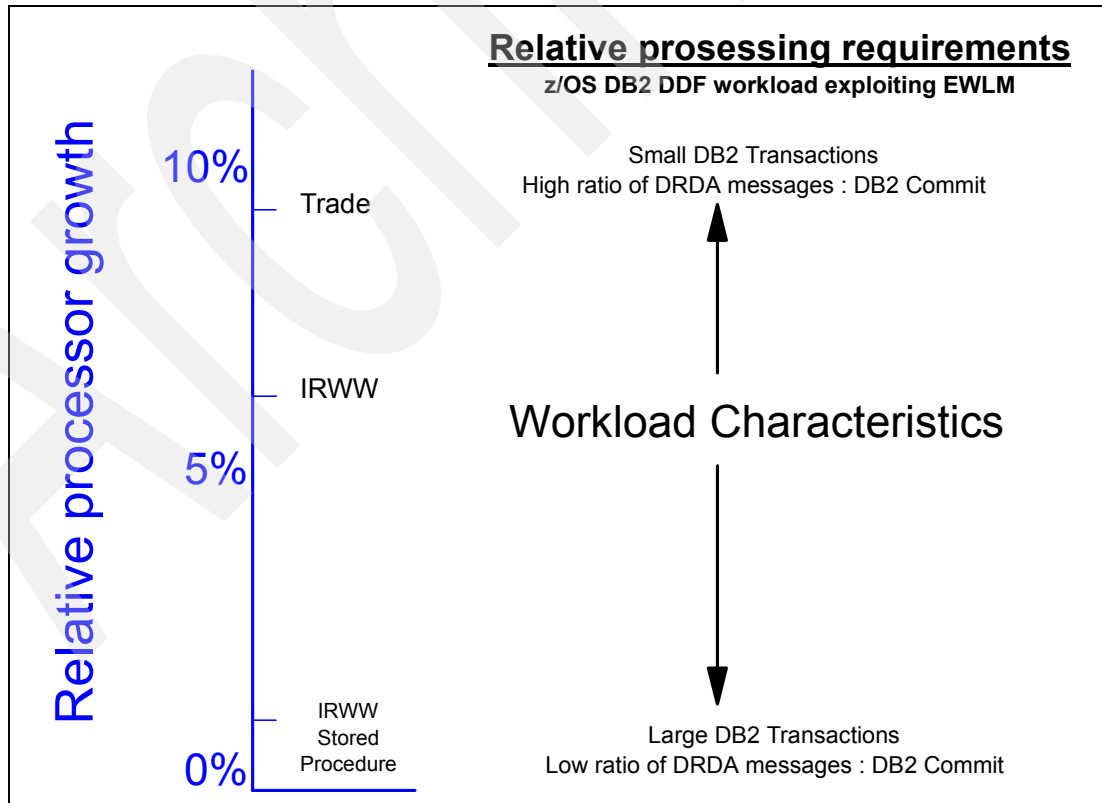 Relative prosessing requirements
z/OS DB2 DDF workload exploiting EWLM
Relative processor growth
10%
Trade
Small DB2 Transactions
High ratio of DRDA messages : DB2 Commit
IRWW
Workload Characteristics
5%
IRWW
Stored
Procedure
0%
Large DB2 Transactions
Low ratio of DRDA messages : DB2 Commit